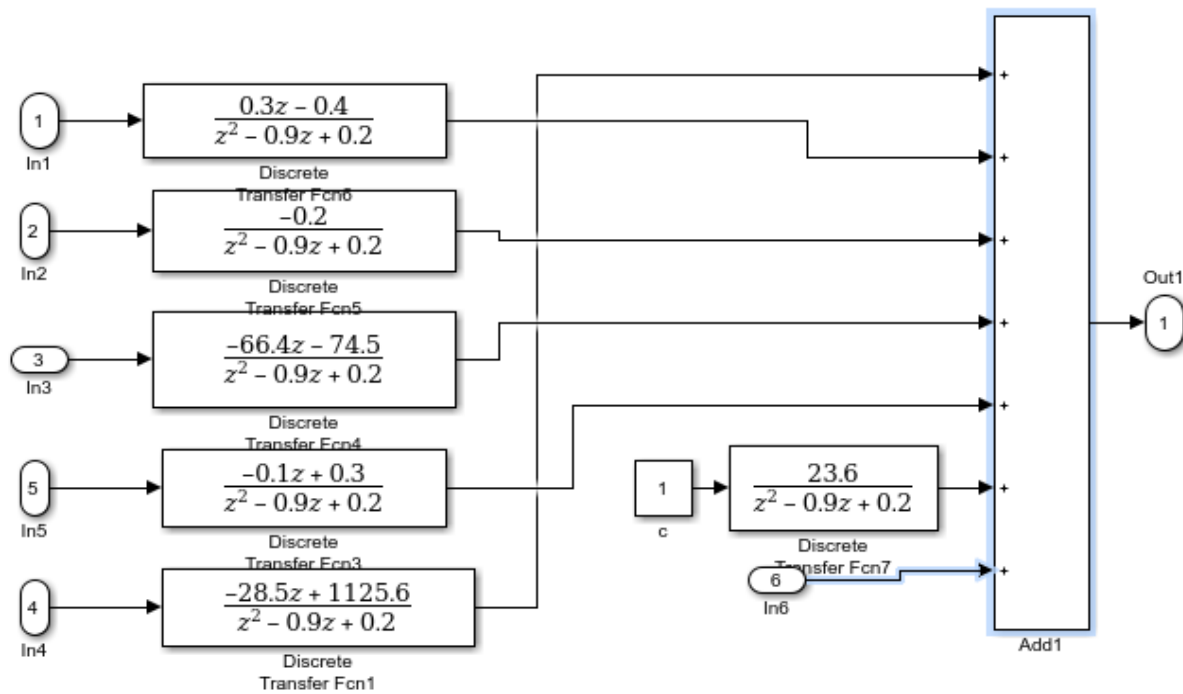 1
In1
0.3z – 0.4
z² – 0.9z + 0.2
Discrete
Transfer Fcn6
2
In2
–0.2
z² – 0.9z + 0.2
Discrete
Transfer Fcn5
3
In3
–66.4z – 74.5
z² – 0.9z + 0.2
Discrete
Transfer Fcn4
5
In5
–0.1z + 0.3
z² – 0.9z + 0.2
Discrete
Transfer Fcn3
4
In4
–28.5z + 1125.6
z² – 0.9z + 0.2
Discrete
Transfer Fcn1
1
c
23.6
z² – 0.9z + 0.2
Discrete
Transfer Fcn7
6
In6
+
+
+
+
+
+
+
Add1
Out1
1